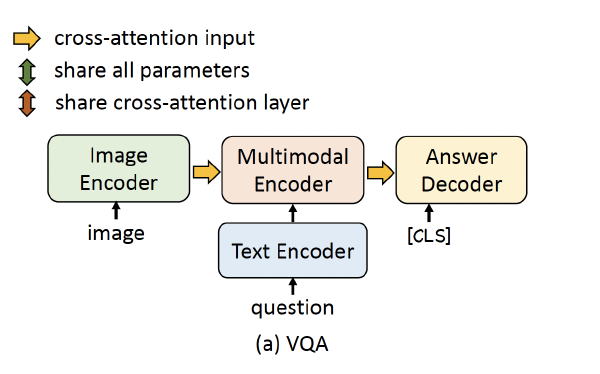 cross-attention input
share all parameters
share cross-attention layer
Image
Encoder
Multimodal
Encoder
Answer
Decoder
image
Text Encoder
[CLS]
question
(a) VQA